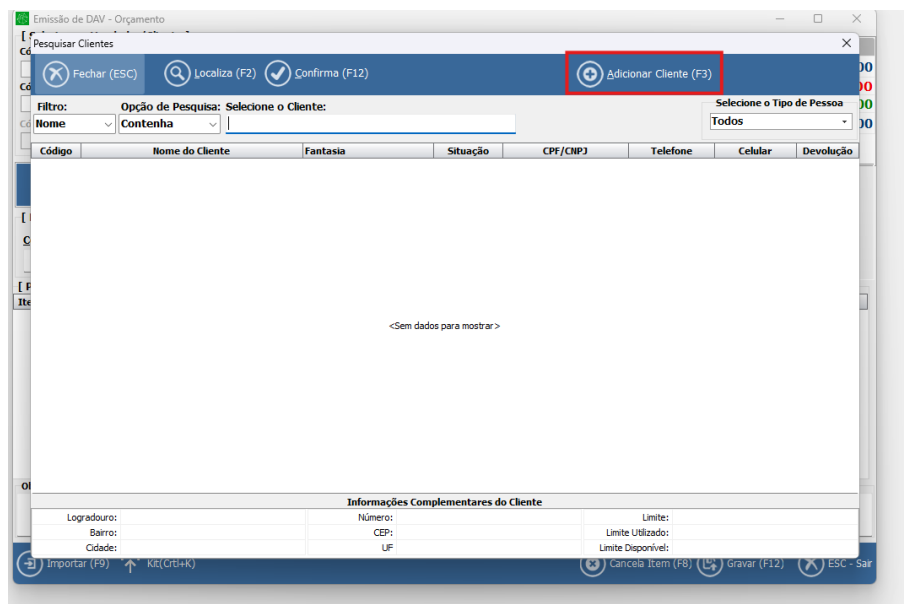 Emissão de DAV - Orçamento
Pesquisar Clientes
Fechar (ESC) Localiza (F2) Confirma (F12) Adicionar Cliente (F3)
Filtro: Opção de Pesquisa: Selecione o Cliente: Selecione o Tipo de Pessoa
Nome Contenha Todos
Código Nome do Cliente Fantasia Situação CPF/CNPJ Telefone Celular Devolução
<Sem dados para mostrar>
Informações Complementares do Cliente
Logradouro: Número: Limite:
Bairro: CEP: Limite Utilizado:
Cidade: UF Limite Disponível:
Importar (F9) Kit(Crtl+K) Cancela Item (F8) Gravar (F12) ESC - Sair